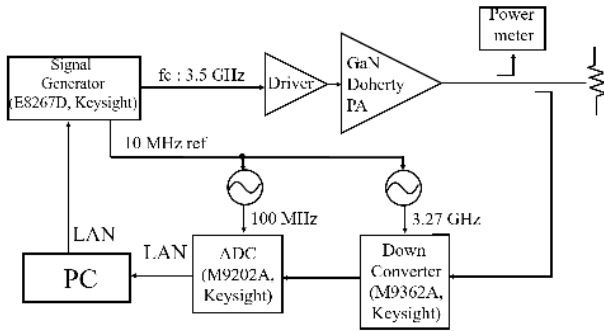 Power
meter
Signal
Generator
(E8267D, Keysight)
fc : 3.5 GHz
Driver
GaN
Doherty
PA
10 MHz ref
100 MHz
3.27 GHz
LAN
LAN
PC
ADC
(M9202A,
Keysight)
Down
Converter
(M9362A,
Keysight)